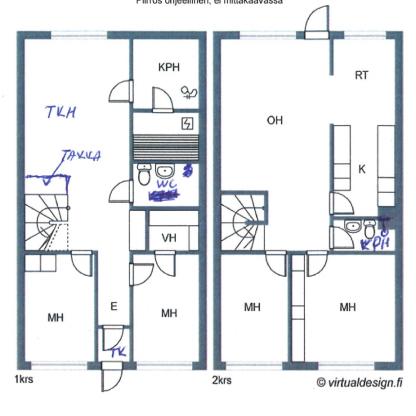 Piirros ohjeellinen, ei mittakaavassa
KPH
RT
TKH
OH
TAKKA
K
WC
VH
KPH
E
MH
MH
MH
MH
TK
1krs
2krs
© virtualdesign.fi